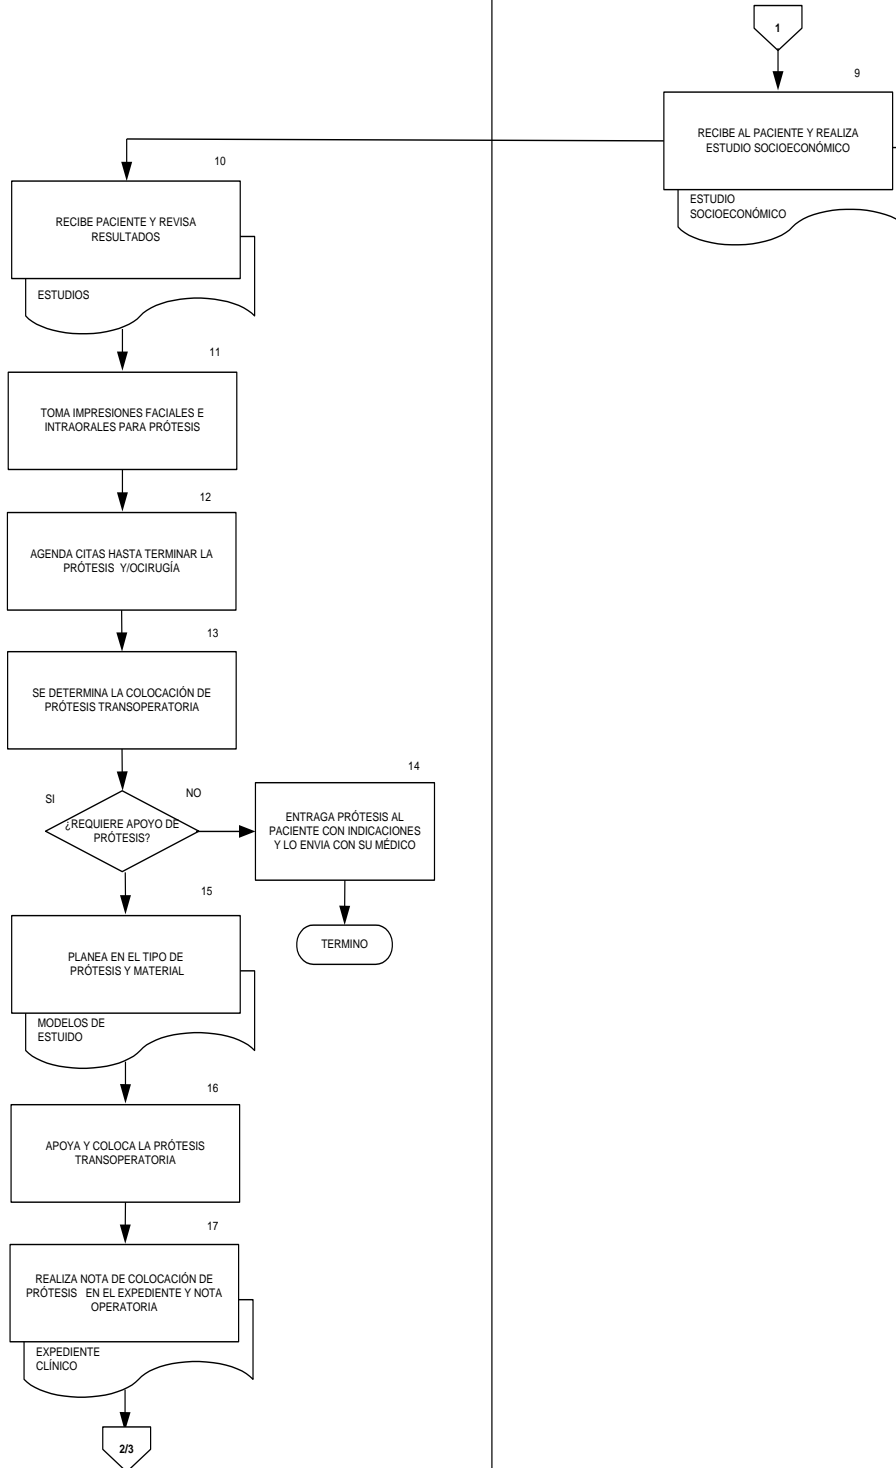 1
9
RECIBE AL PACIENTE Y REALIZA
ESTUDIO SOCIOECONÓMICO
ESTUDIO
SOCIOECONÓMICO
10
RECIBE PACIENTE Y REVISA
RESULTADOS
ESTUDIOS
11
TOMA IMPRESIONES FACIALES E
INTRAORALES PARA PRÓTESIS
12
AGENDA CITAS HASTA TERMINAR LA
PRÓTESIS Y/OCIRUGÍA
13
SE DETERMINA LA COLOCACIÓN DE
PRÓTESIS TRANSOPERATORIA
SI
NO
¿REQUIERE APOYO DE
PRÓTESIS?
14
ENTRAGA PRÓTESIS AL
PACIENTE CON INDICACIONES
Y LO ENVIA CON SU MÉDICO
TERMINO
15
PLANEA EN EL TIPO DE
PRÓTESIS Y MATERIAL
MODELOS DE
ESTUIDO
16
APOYA Y COLOCA LA PRÓTESIS
TRANSOPERATORIA
17
REALIZA NOTA DE COLOCACIÓN DE
PRÓTESIS EN EL EXPEDIENTE Y NOTA
OPERATORIA
EXPEDIENTE
CLÍNICO
2/3